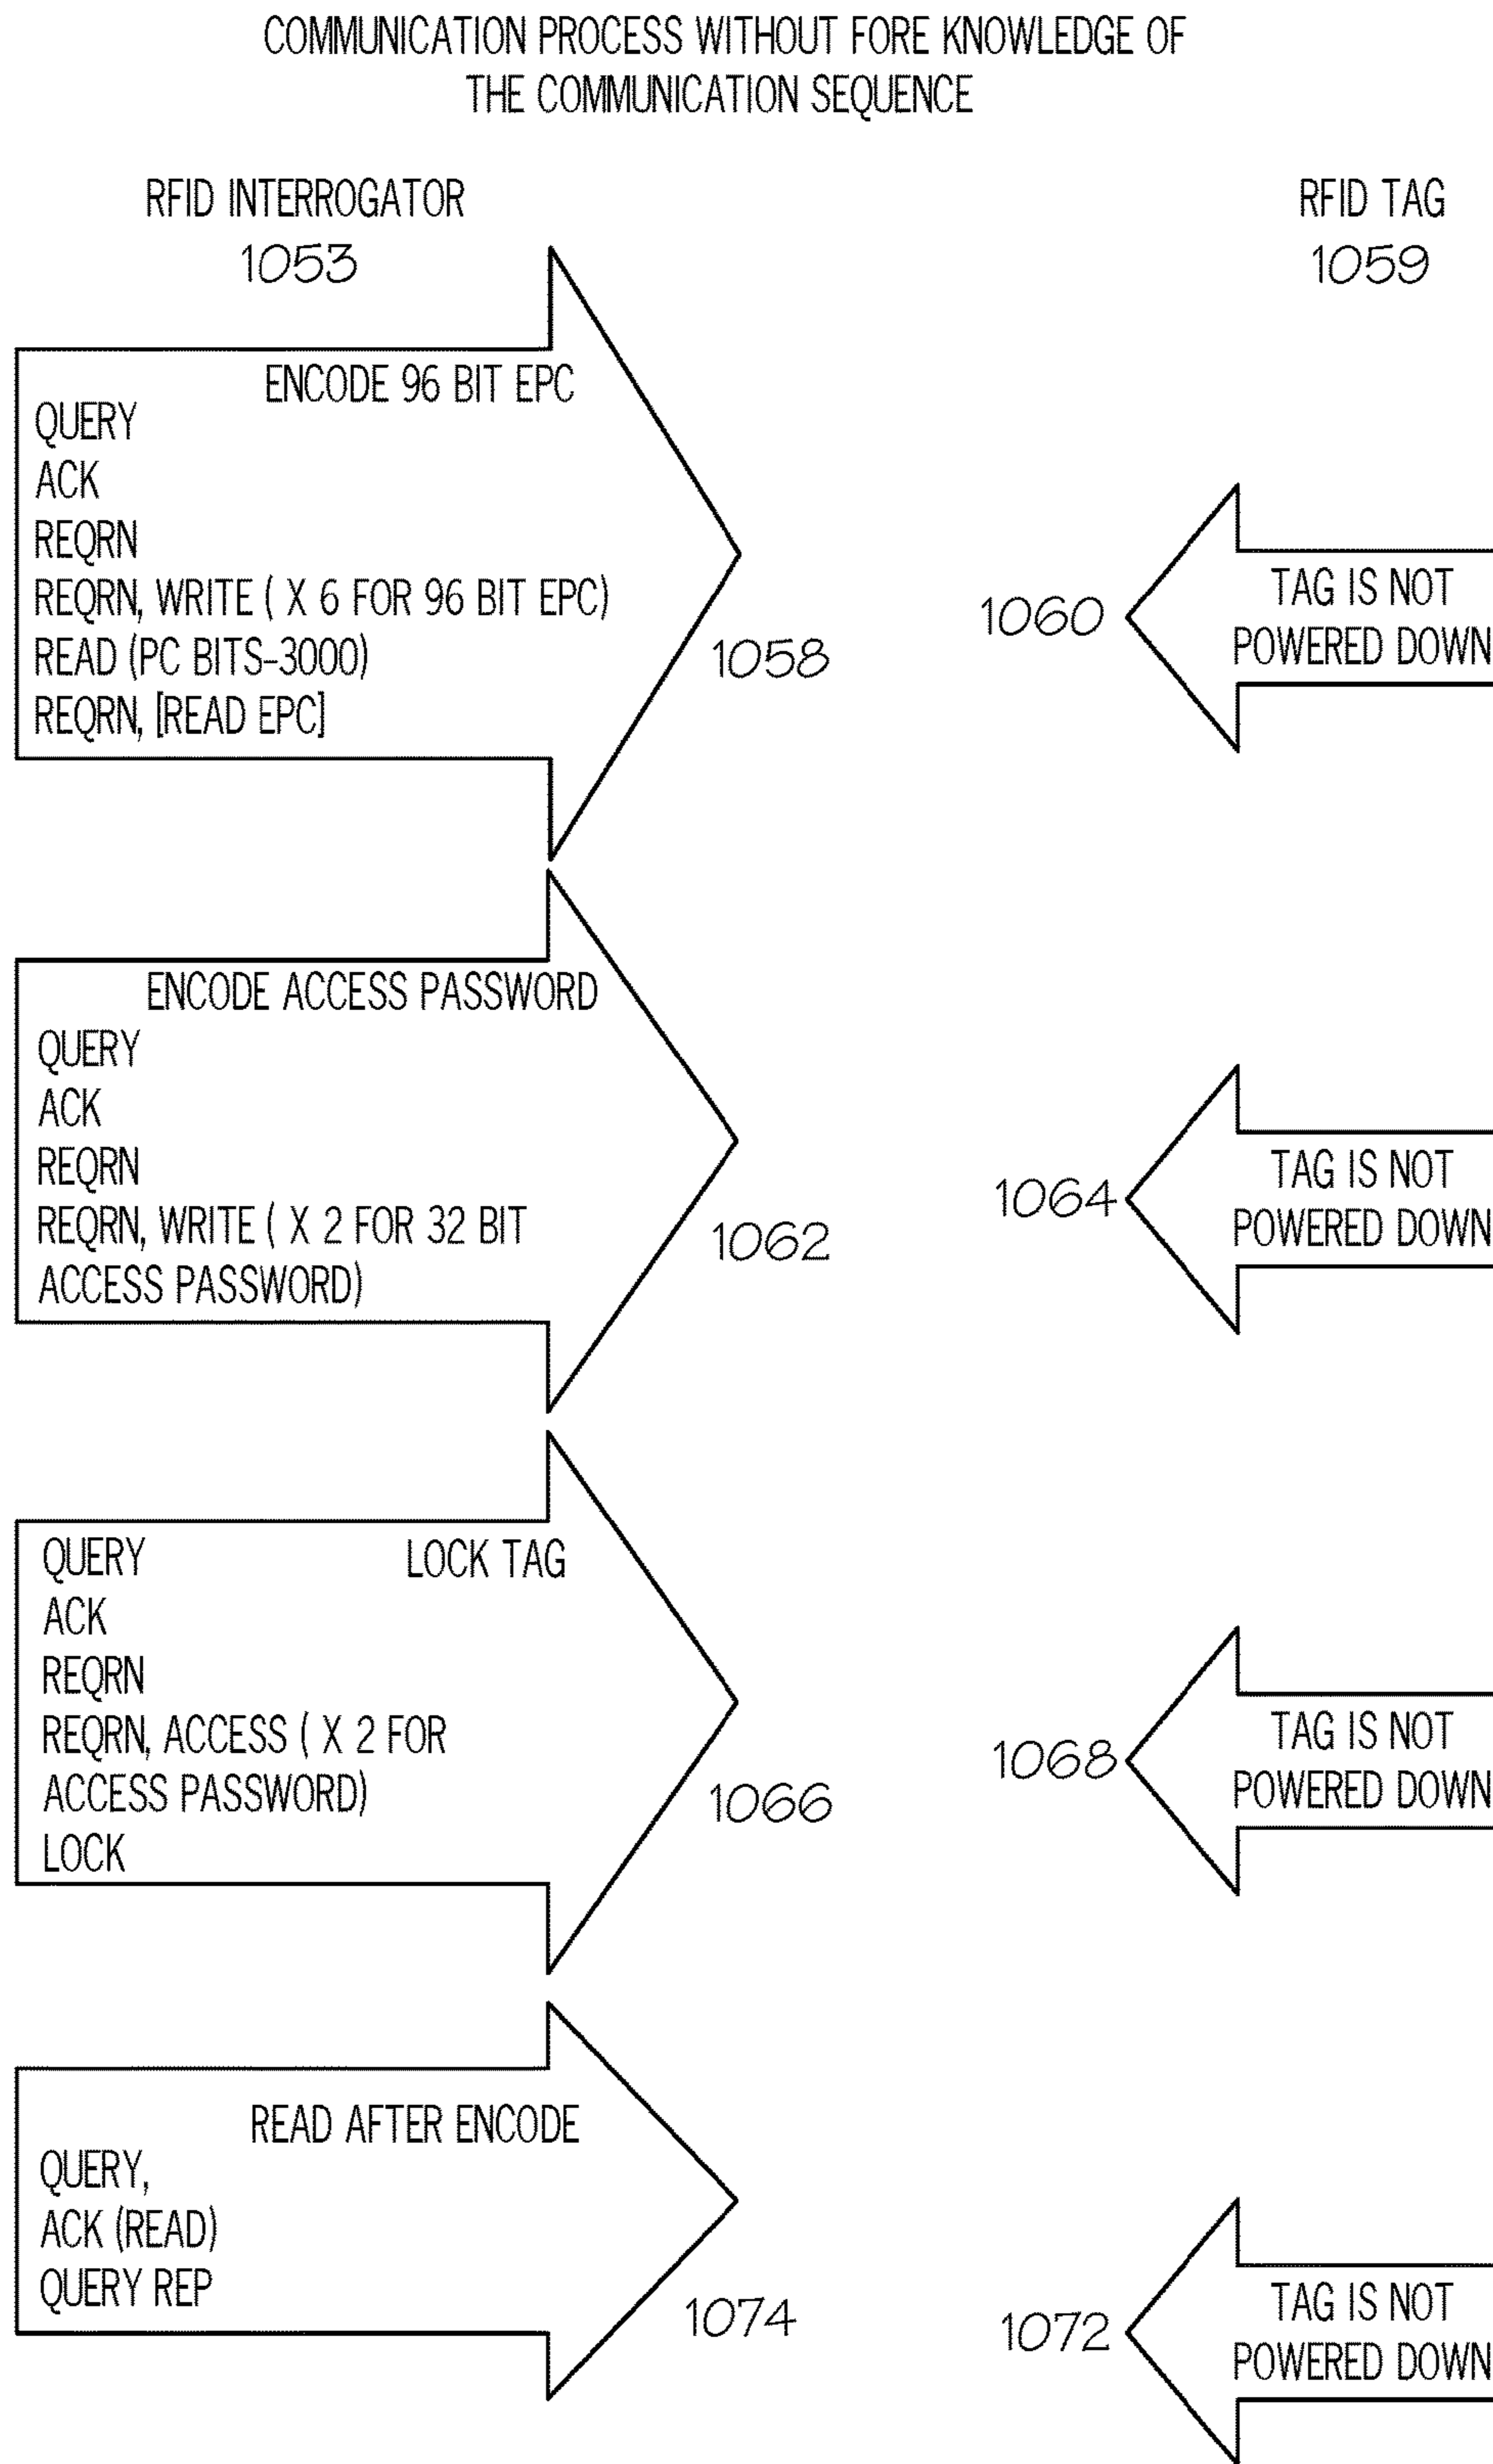 COMMUNICATION PROCESS WITHOUT FORE KNOWLEDGE OF
THE COMMUNICATION SEQUENCE
RFID INTERROGATOR
1053
RFID TAG
1059
ENCODE 96 BIT EPC
QUERY
ACK
REQRN
REQRN, WRITE ( X 6 FOR 96 BIT EPC)
READ (PC BITS-3000)
REQRN, [READ EPC]
1058
1060
TAG IS NOT
POWERED DOWN
ENCODE ACCESS PASSWORD
QUERY
ACK
REQRN
REQRN, WRITE ( X 2 FOR 32 BIT
ACCESS PASSWORD)
1062
1064
TAG IS NOT
POWERED DOWN
QUERY
LOCK TAG
ACK
REQRN
REQRN, ACCESS ( X 2 FOR
ACCESS PASSWORD)
LOCK
1066
1068
TAG IS NOT
POWERED DOWN
READ AFTER ENCODE
QUERY,
ACK (READ)
QUERY REP
1074
1072
TAG IS NOT
POWERED DOWN